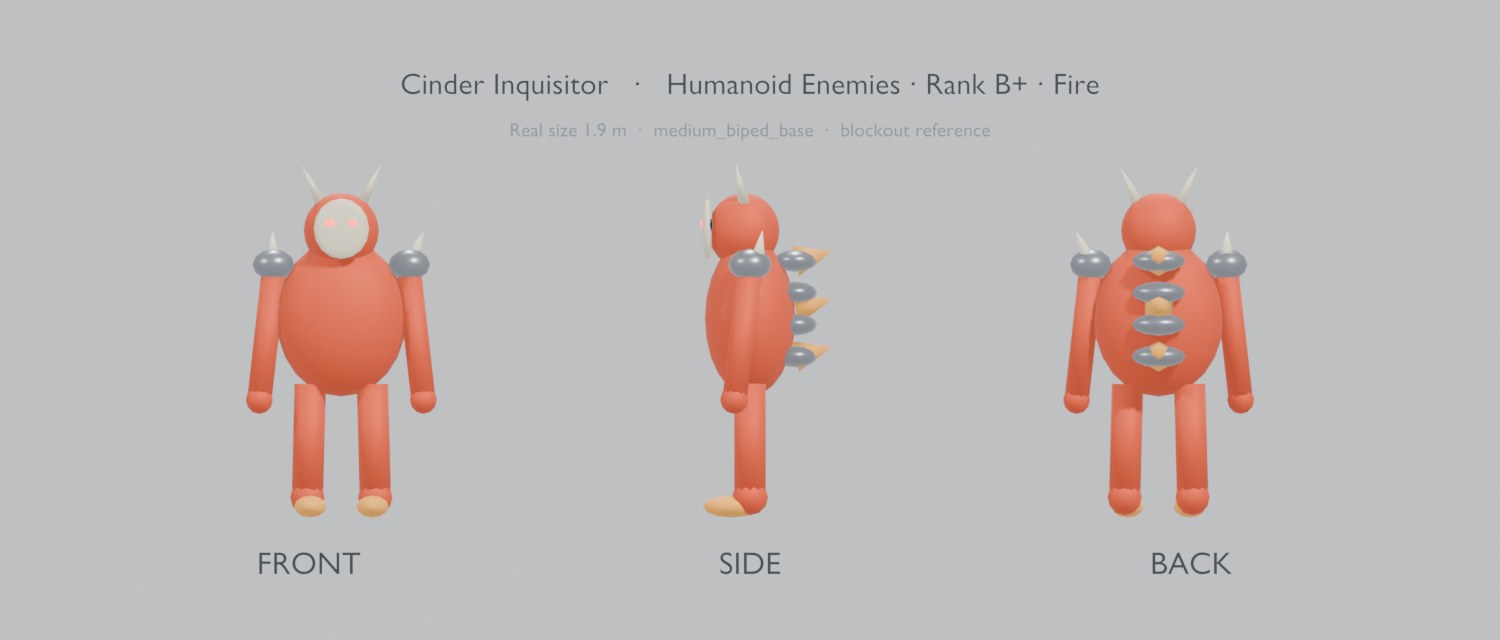 Cinder Inquisitor · Humanoid Enemies · Rank B+ · Fire
Real size 1.9 m · medium_biped_base · blockout reference
FRONT SIDE BACK